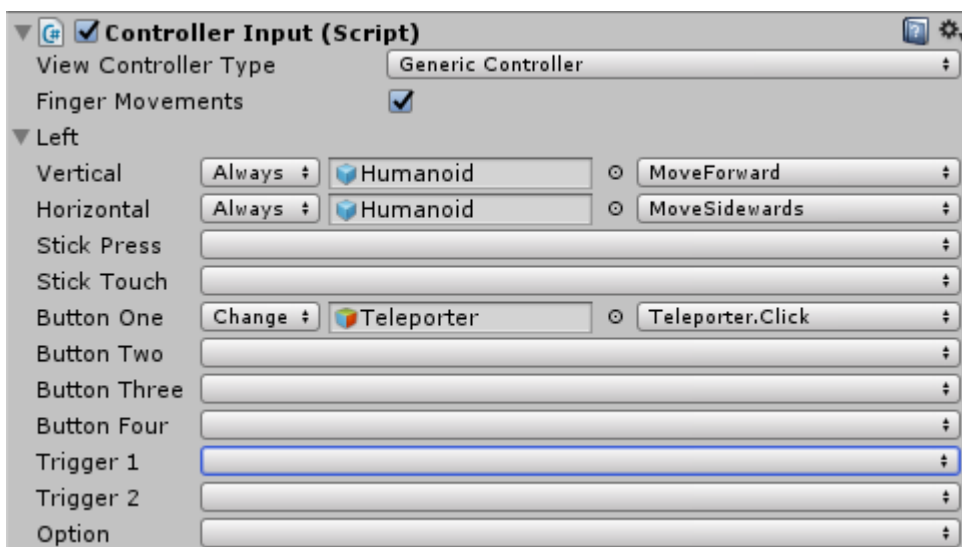 Controller Input (Script)
View Controller Type Generic Controller
Finger Movements
Left
Vertical Always Humanoid MoveForward
Horizontal Always Humanoid MoveSidewards
Stick Press
Stick Touch
Button One Change Teleporter Teleporter.Click
Button Two
Button Three
Button Four
Trigger 1
Trigger 2
Option